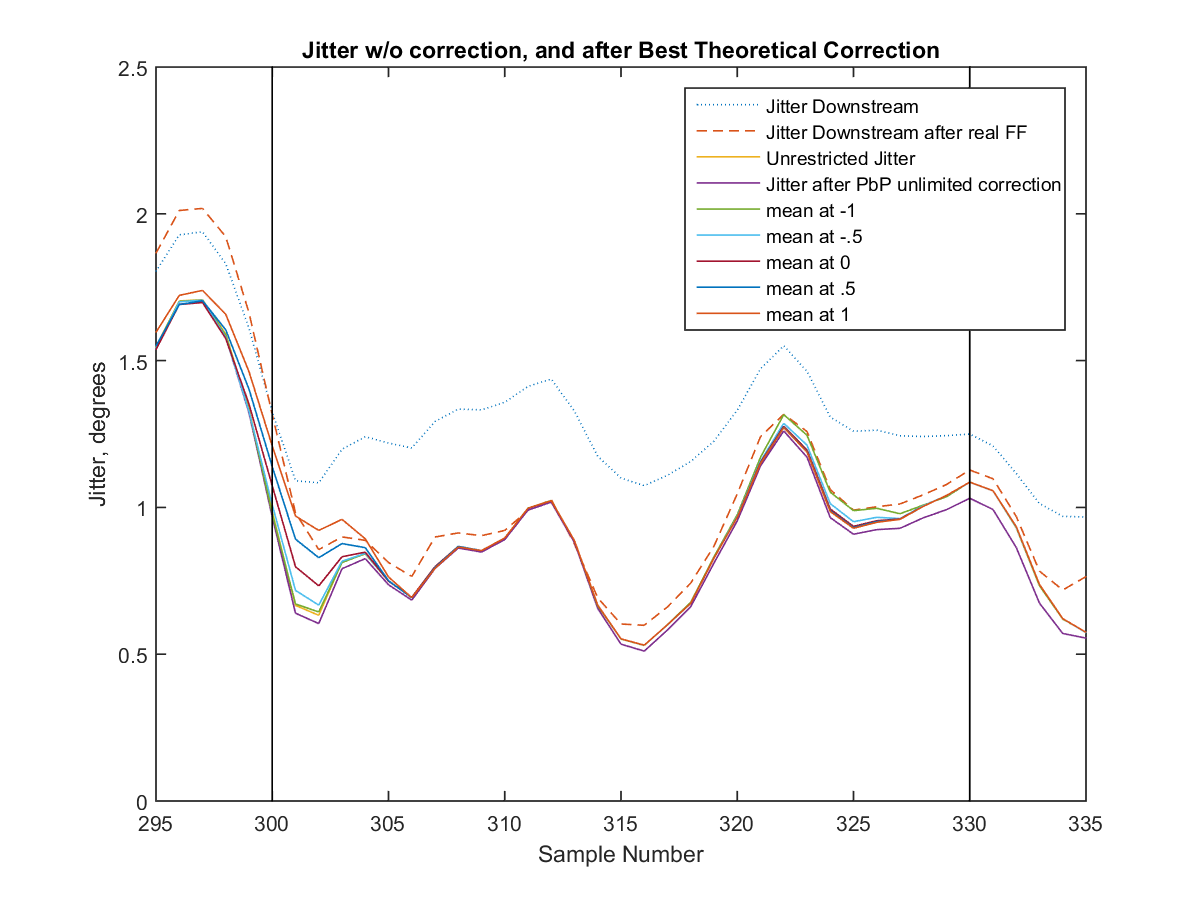 Jitter w/o correction, and after Best Theoretical Correction
2.5
2
1.5
1
0.5
0
Jitter, degrees
Jitter Downstream
Jitter Downstream after real FF
Unrestricted Jitter
Jitter after PbP unlimited correction
mean at -1
mean at -.5
mean at 0
mean at .5
mean at 1
295 300 305 310 315 320 325 330 335
Sample Number